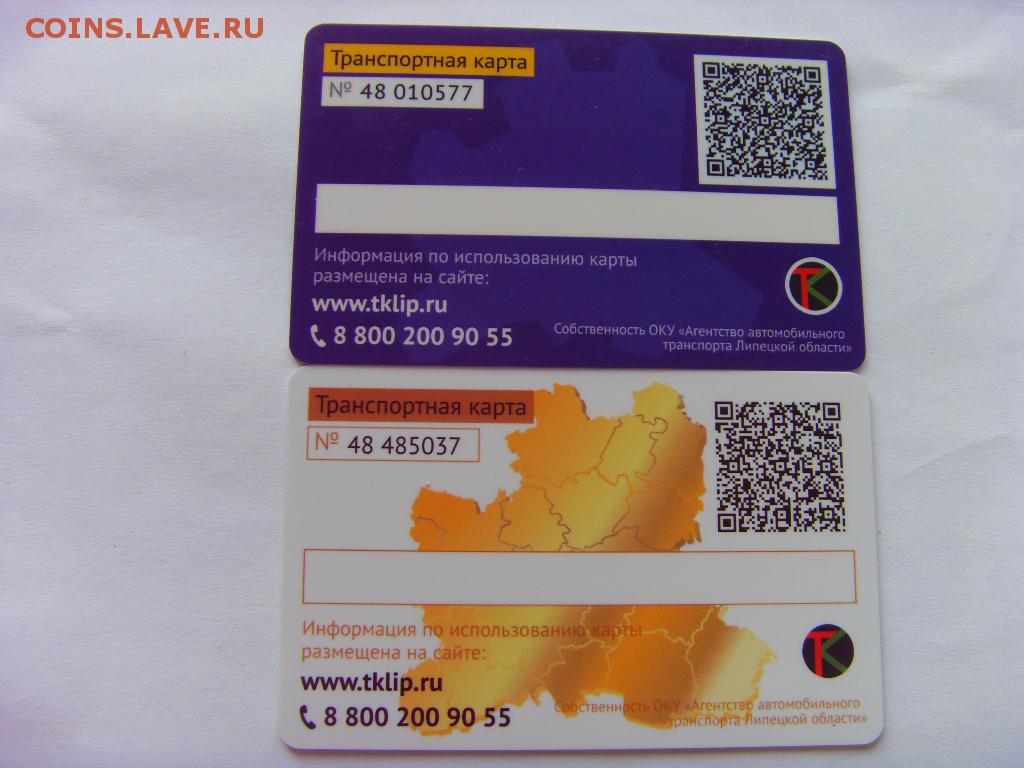 COINS.LAVE.RU
Транспортная карта
№ 48 010577
Информация по использованию карты
размещена на сайте:
www.tklip.ru
8 800 200 90 55
Собственность ОКУ «Агентство автомобильного
транспорта Липецкой области»
Транспортная карта
№ 48 485037
Информация по использованию карты
размещена на сайте:
www.tklip.ru
8 800 200 90 55
Собственность ОКУ «Агентство автомобильного
транспорта Липецкой области»